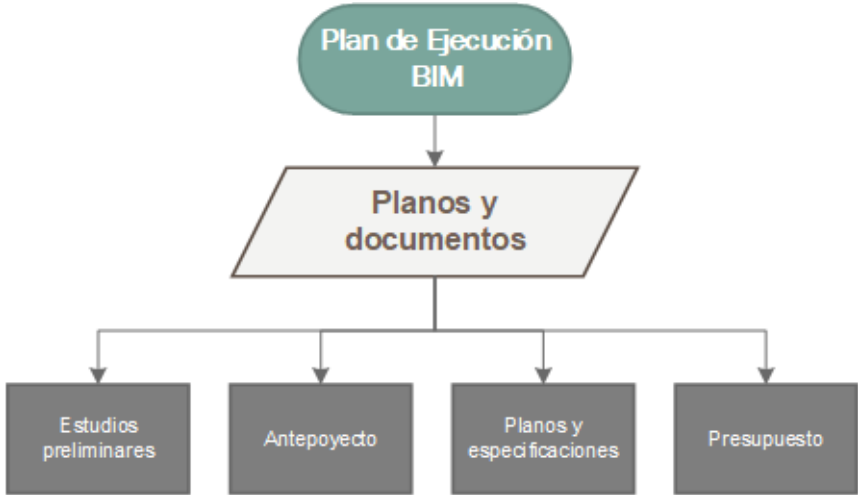 Plan de Ejecución
BIM
Planos y
documentos
Estudios
preliminares
Antepoyecto
Planos y
especificaciones
Presupuesto